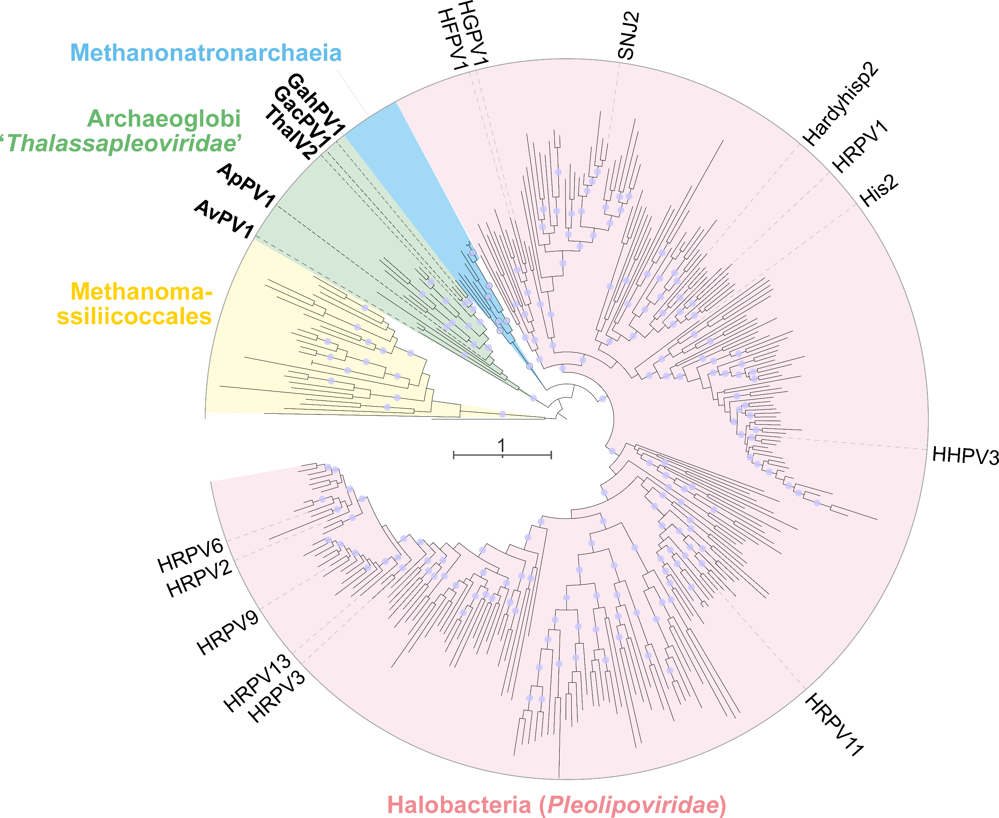 HGPV1
HFPV1
SNJ2
Methanonatronarchaeia
Hardyhisp2
GahPV1
GacPV1
ThalV2
Archaeoglobi
‘Thalassapleoviridae’
HRPV1
ApPV1
His2
AvPV1
Methanoma-
ssiliicoccales
1
HHPV3
HRPV6
HRPV2
HRPV9
HRPV13
HRPV3
HRPV11
Halobacteria (Pleolipoviridae)